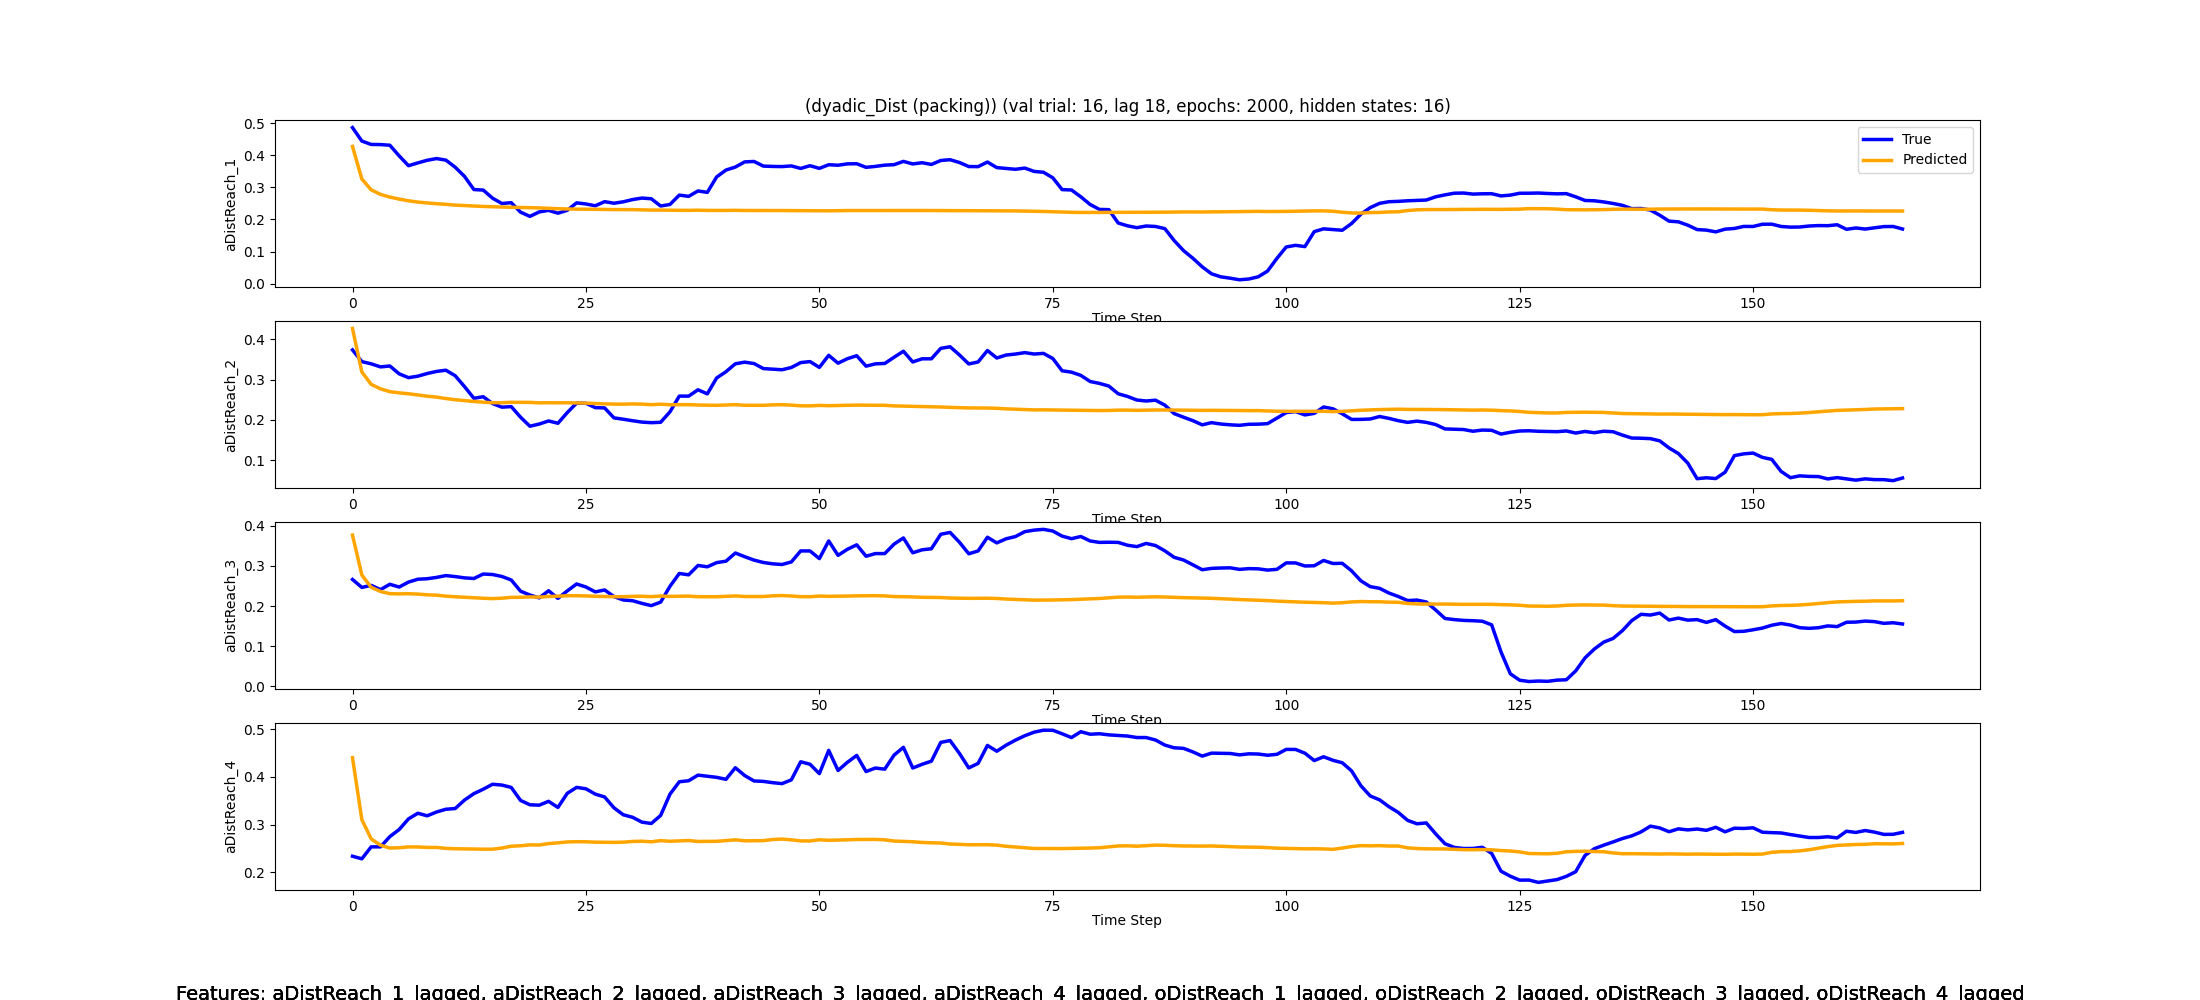 (dyadic_Dist (packing)) (val trial: 16, lag 18, epochs: 2000, hidden states: 16)
0.5
0.4
0.3
0.2
0.1
0.0
aDistReach_1
True
Predicted
0 25 50 75 100 125 150
Time Step
0.4
0.3
0.2
0.1
aDistReach_2
0 25 50 75 100 125 150
Time Step
0.4
0.3
0.2
0.1
0.0
aDistReach_3
0 25 50 75 100 125 150
Time Step
0.5
0.4
0.3
0.2
aDistReach_4
0 25 50 75 100 125 150
Time Step
Features: aDistReach_1_lagged, aDistReach_2_lagged, aDistReach_3_lagged, aDistReach_4_lagged, oDistReach_1_lagged, oDistReach_2_lagged, oDistReach_3_lagged, oDistReach_4_lagged